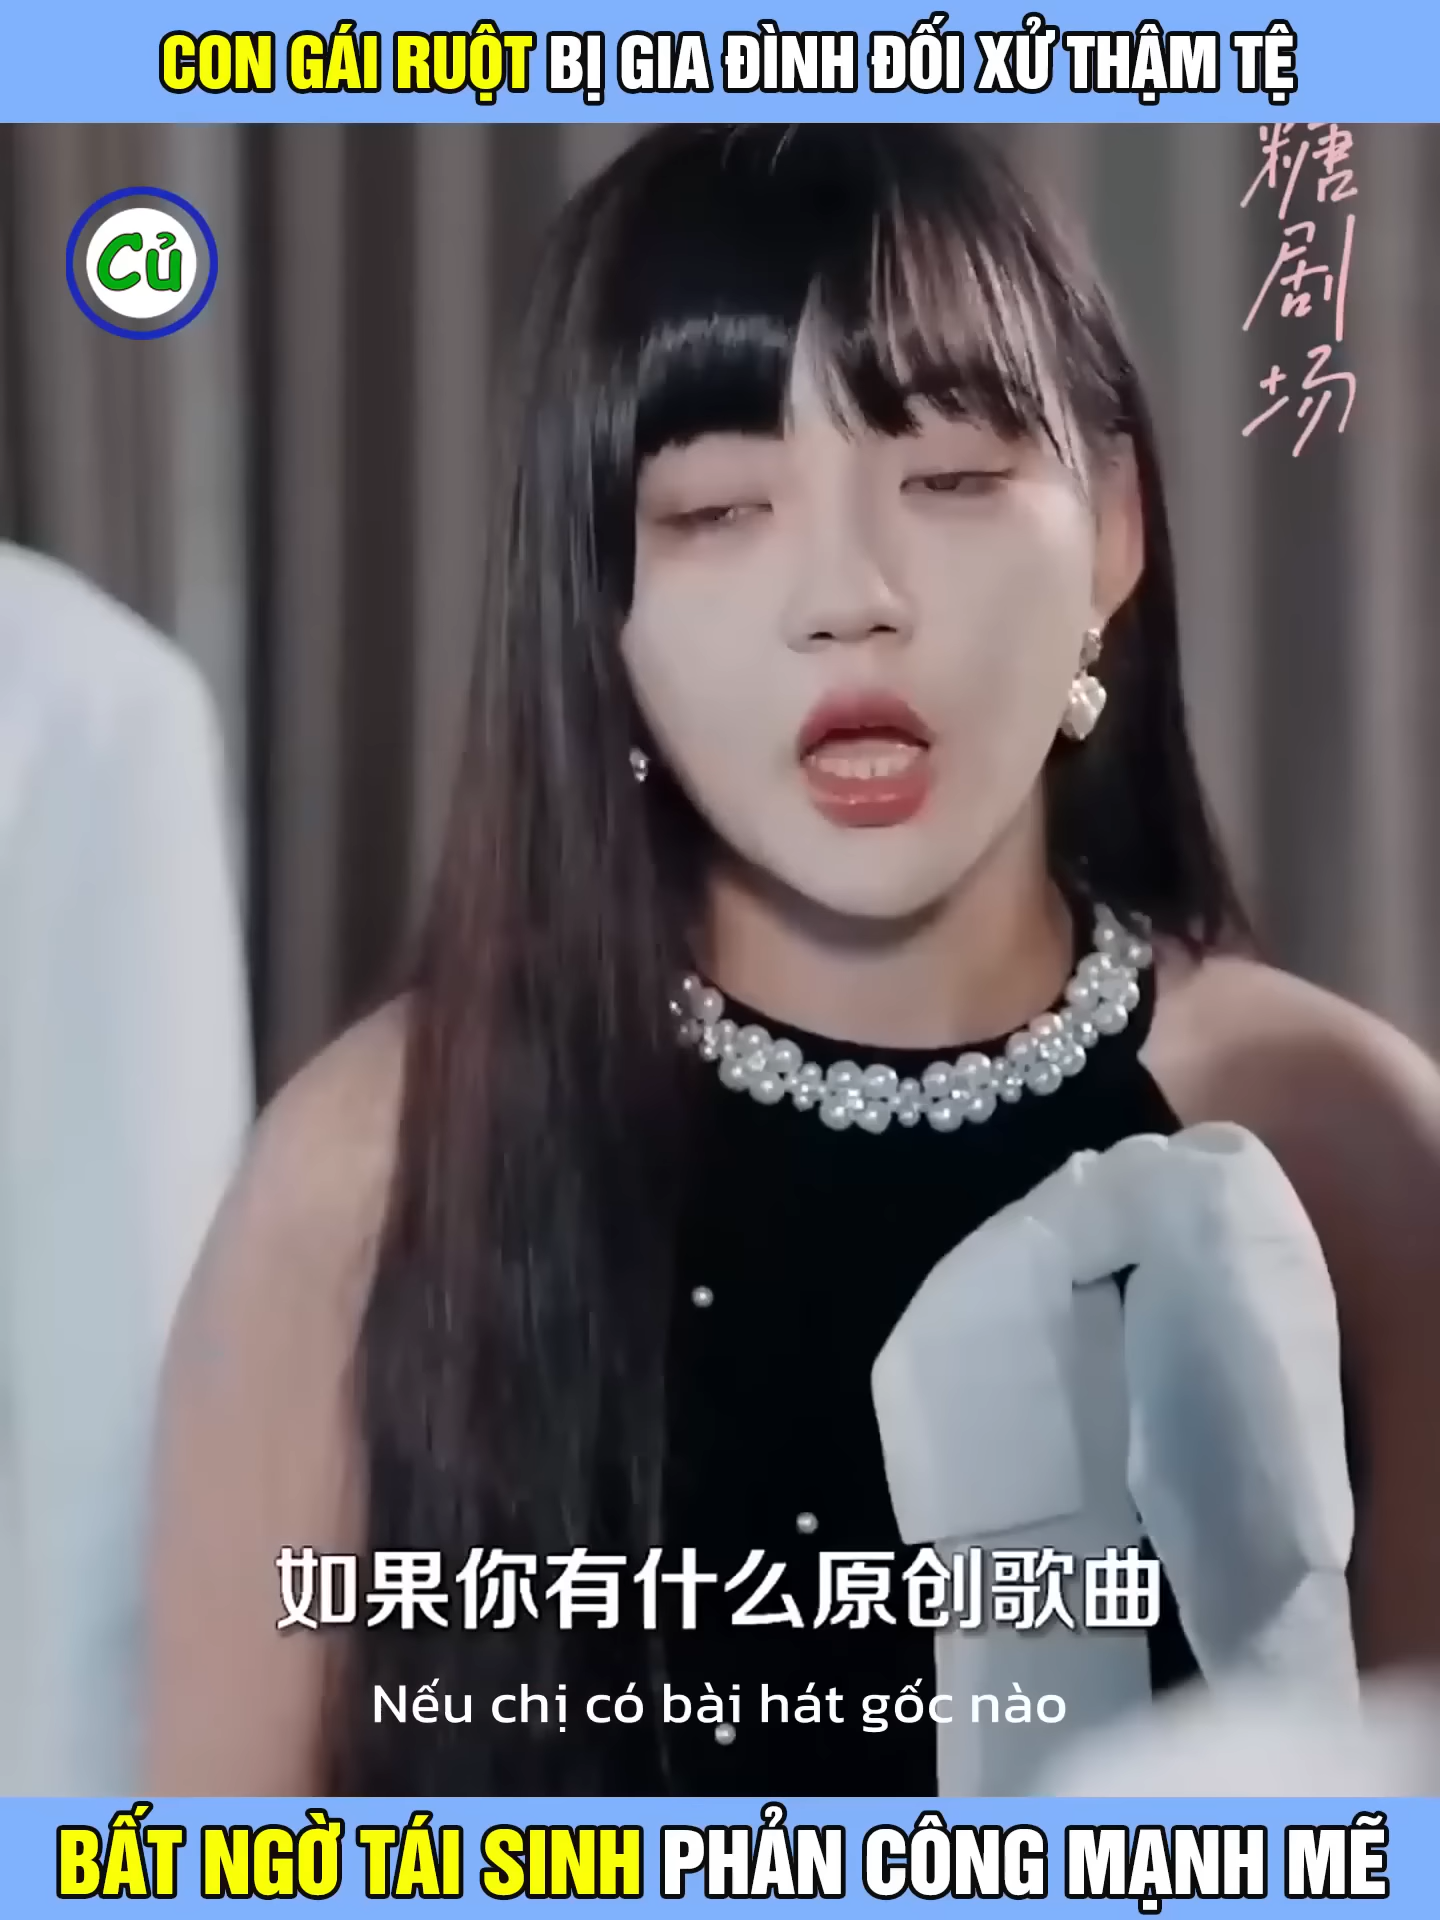 CON GÁI RUỘT BỊ GIA ĐÌNH ĐỐI XỬ THẬM TỆ
Củ
糖
剧
场
如果你有什么原创歌曲
Nếu chị có bài hát gốc nào
BẤT NGỜ TÁI SINH PHẢN CÔNG MẠNH MẼ